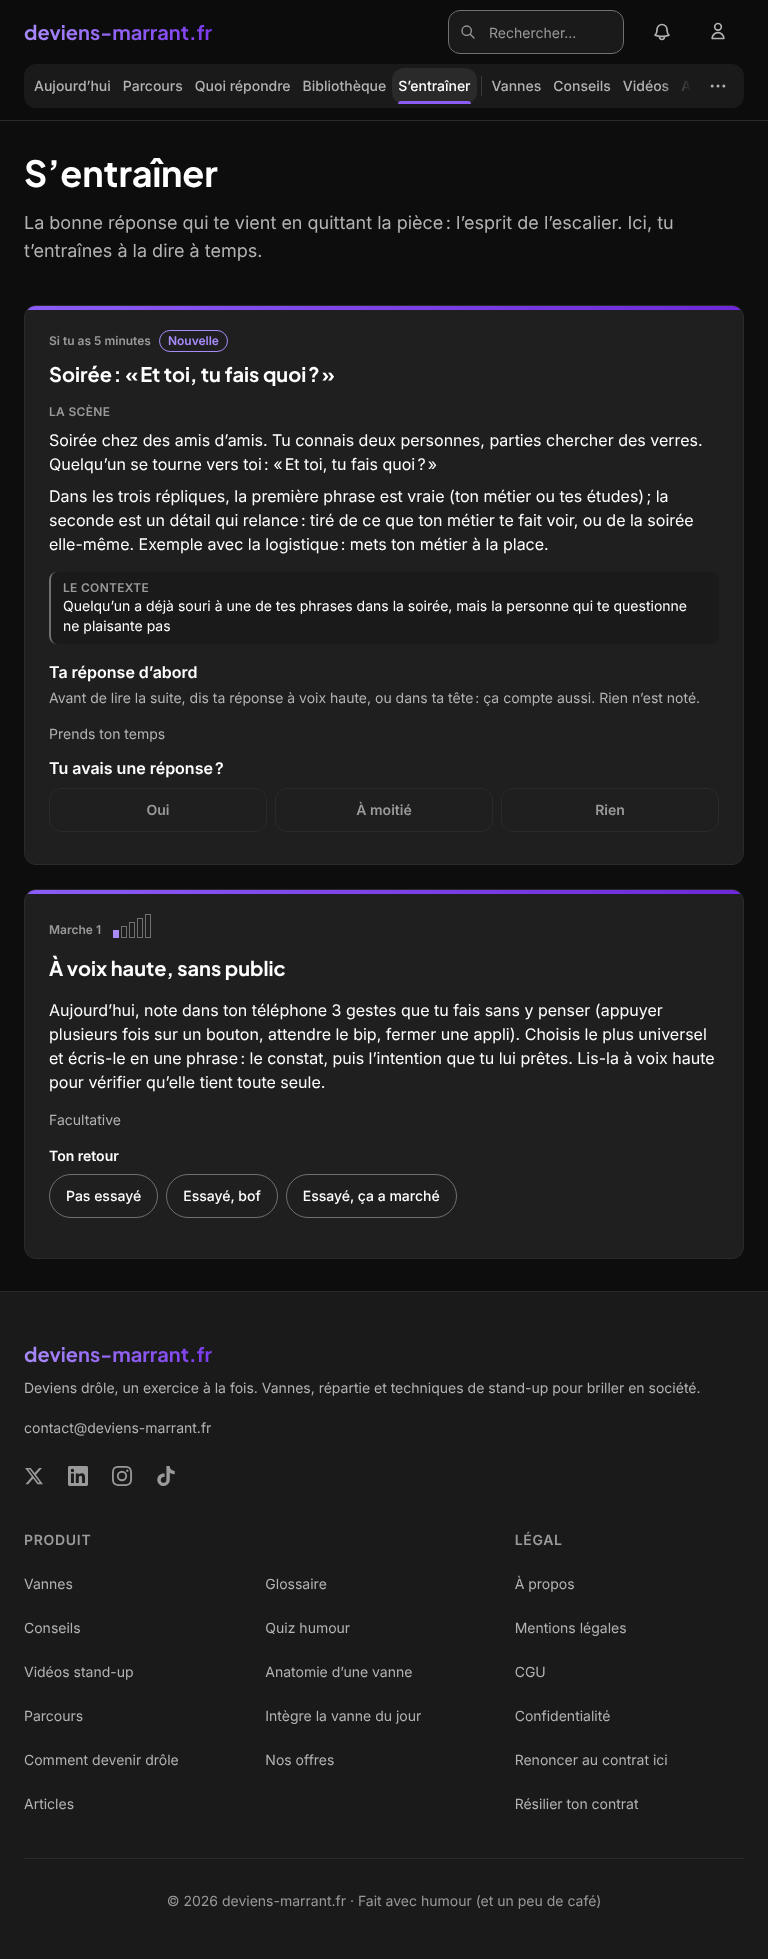 deviens-marrant.fr
Rechercher...
Aujourd’hui Parcours Quoi répondre Bibliothèque S’entraîner Vannes Conseils Vidéos
S’entraîner
La bonne réponse qui te vient en quittant la pièce : l’esprit de l’escalier. Ici, tu
t’entraînes à la dire à temps.
Si tu as 5 minutes Nouvelle
Soirée : « Et toi, tu fais quoi ? »
LA SCÈNE
Soirée chez des amis d’amis. Tu connais deux personnes, parties chercher des verres.
Quelqu’un se tourne vers toi : « Et toi, tu fais quoi ? »
Dans les trois répliques, la première phrase est vraie (ton métier ou tes études) ; la
seconde est un détail qui relance : tiré de ce que ton métier te fait voir, ou de la soirée
elle-même. Exemple avec la logistique : mets ton métier à la place.
LE CONTEXTE
Quelqu’un a déjà souri à une de tes phrases dans la soirée, mais la personne qui te questionne
ne plaisante pas
Ta réponse d’abord
Avant de lire la suite, dis ta réponse à voix haute, ou dans ta tête : ça compte aussi. Rien n’est noté.
Prends ton temps
Tu avais une réponse ?
Oui À moitié Rien
Marche 1
À voix haute, sans public
Aujourd’hui, note dans ton téléphone 3 gestes que tu fais sans y penser (appuyer
plusieurs fois sur un bouton, attendre le bip, fermer une appli). Choisis le plus universel
et écris-le en une phrase : le constat, puis l’intention que tu lui prêtes. Lis-la à voix haute
pour vérifier qu’elle tient toute seule.
Facultative
Ton retour
Pas essayé Essayé, bof Essayé, ça a marché
deviens-marrant.fr
Deviens drôle, un exercice à la fois. Vannes, répartie et techniques de stand-up pour briller en société.
contact@deviens-marrant.fr
PRODUIT
Vannes
Conseils
Vidéos stand-up
Parcours
Comment devenir drôle
Articles
Glossaire
Quiz humour
Anatomie d’une vanne
Intègre la vanne du jour
Nos offres
LÉGAL
À propos
Mentions légales
CGU
Confidentialité
Renoncer au contrat ici
Résilier ton contrat
© 2026 deviens-marrant.fr · Fait avec humour (et un peu de café)